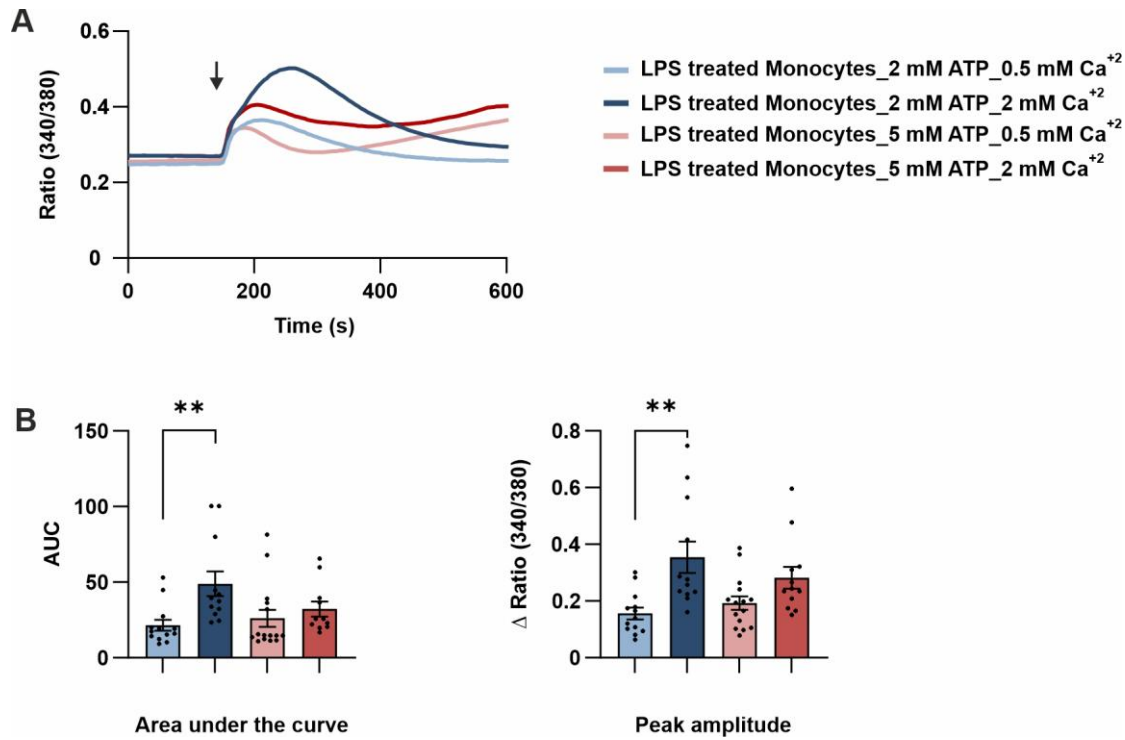 A
Ratio (340/380)
0.6
0.4
0.2
0
0 200 400 600
Time (s)
LPS treated Monocytes_2 mM ATP_0.5 mM Ca+2
LPS treated Monocytes_2 mM ATP_2 mM Ca+2
LPS treated Monocytes_5 mM ATP_0.5 mM Ca+2
LPS treated Monocytes_5 mM ATP_2 mM Ca+2
B
AUC
150
100
50
0
**
Area under the curve
Δ Ratio (340/380)
0.8
0.6
0.4
0.2
0
**
Peak amplitude